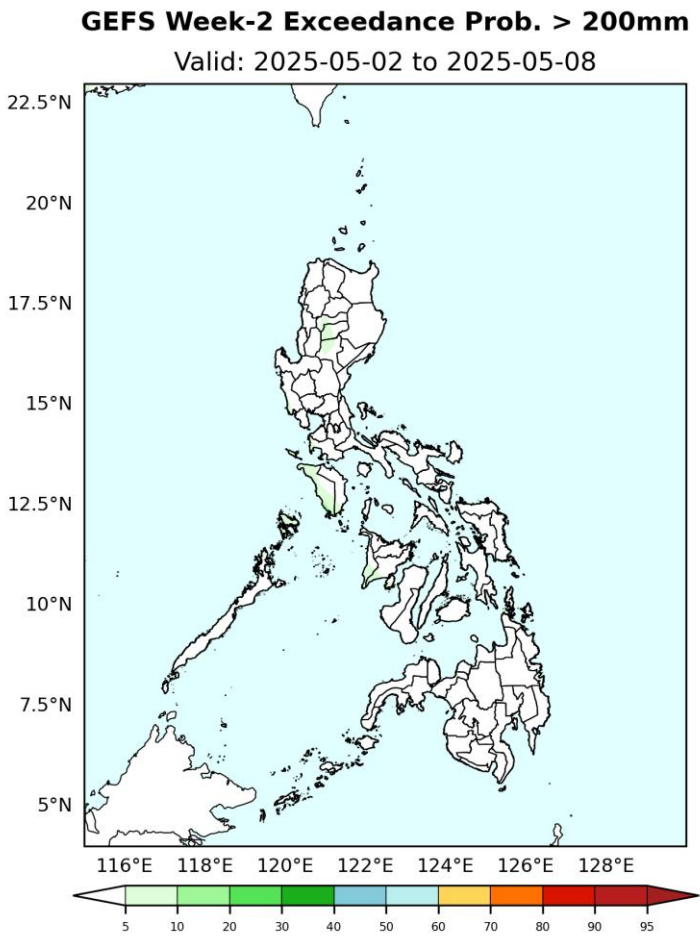 GEFS Week-2 Exceedance Prob. > 200mm
Valid: 2025-05-02 to 2025-05-08
22.5°N
20°N
17.5°N
15°N
12.5°N
10°N
7.5°N
5°N
116°E 118°E 120°E 122°E 124°E 126°E 128°E
5 10 20 30 40 50 60 70 80 90 95